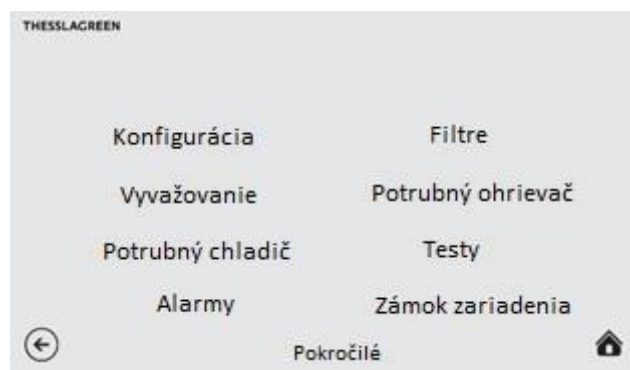 THESSLAGREEN
Konfigurácia
Filtre
Vyvažovanie
Potrubný ohrievač
Potrubný chladič
Testy
Alarmy
Zámok zariadenia
Pokročilé